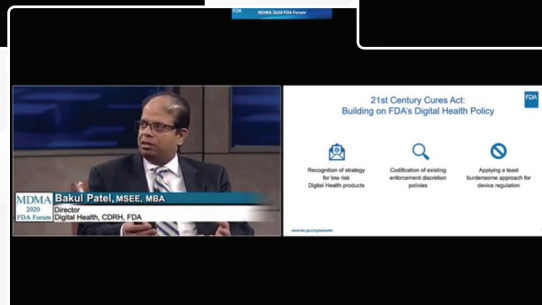 FDA
MDMA 2020 FDA Forum
21st Century Cures Act:
Building on FDA's Digital Health Policy
FDA
Recognition of strategy
for low risk
Digital Health products
Codification of existing
enforcement discretion
policies
Applying a least
burdensome approach for
device regulation
MDMA
2020
FDA Forum
Bakul Patel, MSEE, MBA
Director
Digital Health, CDRH, FDA
www.fda.gov/digitalhealth